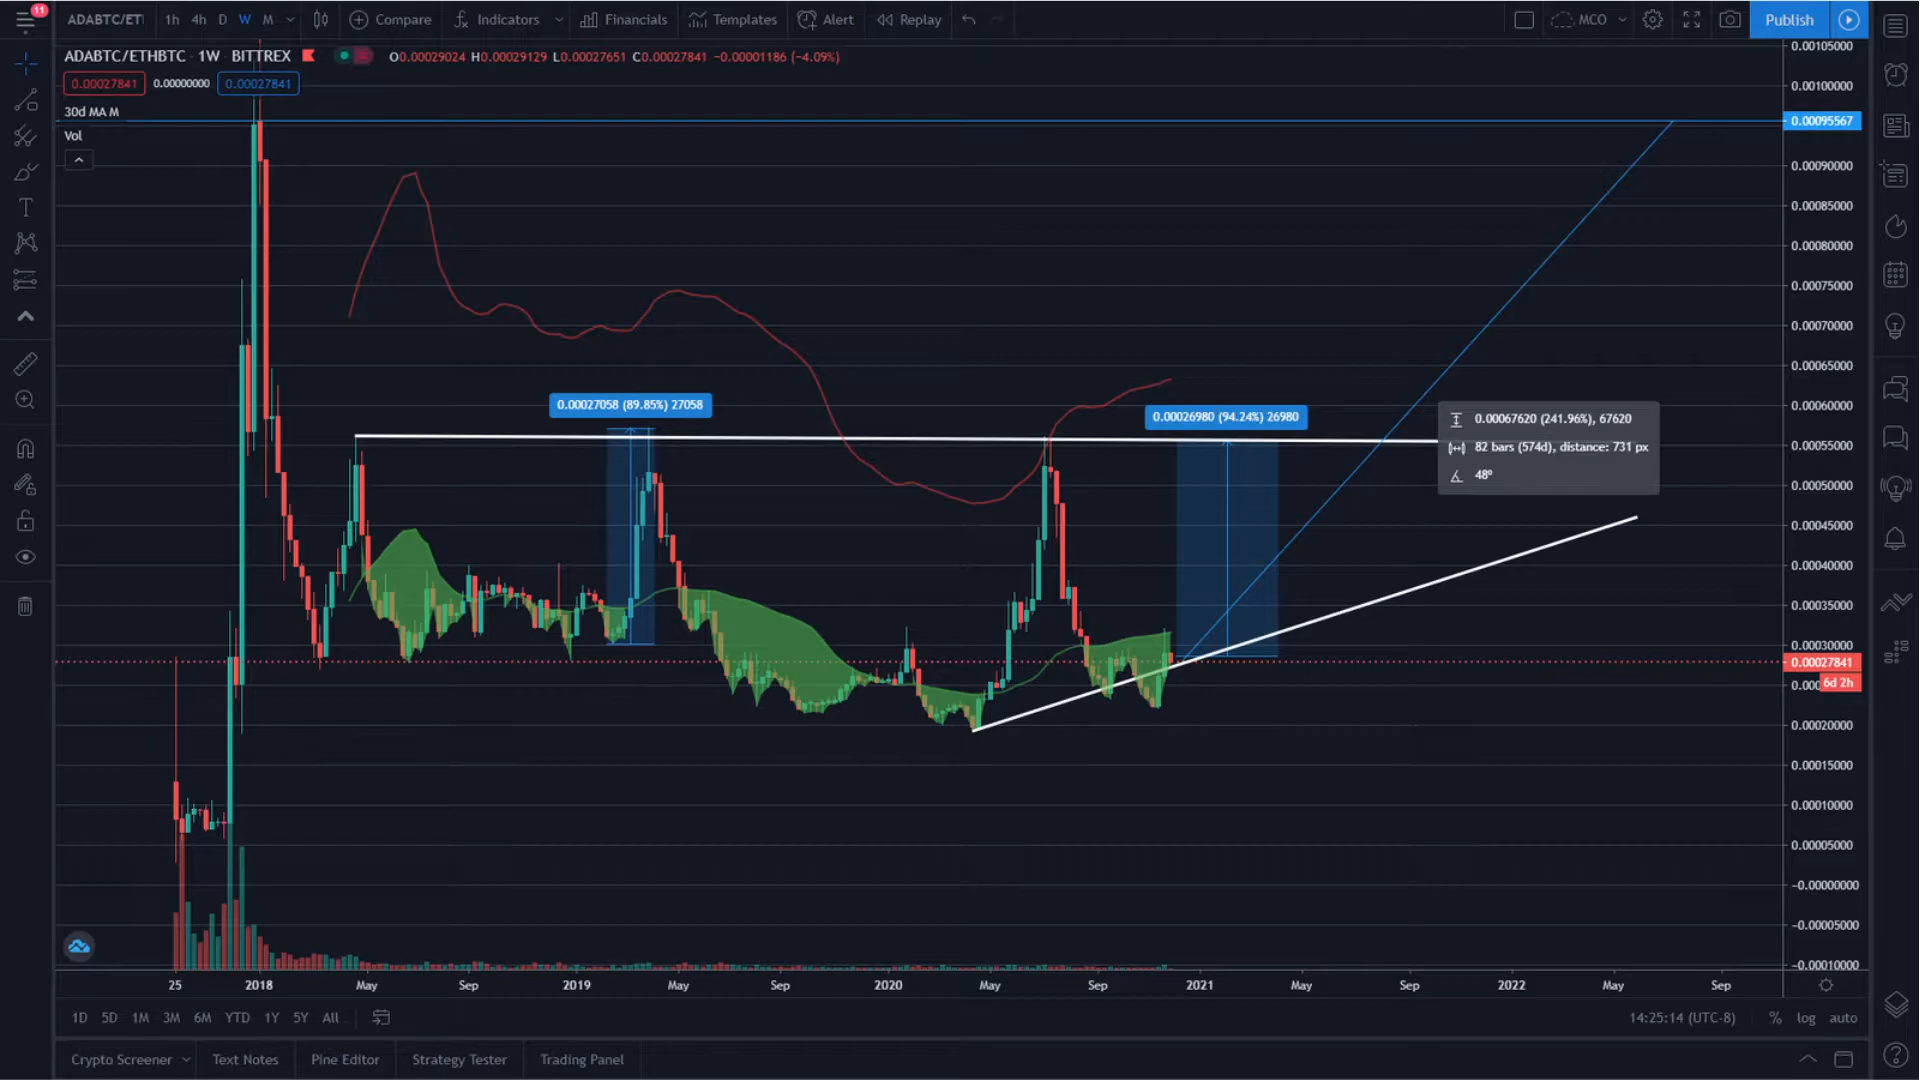 11
ADABTC/ETH
1h 4h D W M
Compare
Indicators
Financials
Templates
Alert
Replay
MCO
Publish
ADABTC/ETHBTC · 1W · BITTREX
O0.00029024 H0.00029129 L0.00027651 C0.00027841 −0.00001186 (−4.09%)
0.00027841 0.00000000 0.00027841
30d MA M
Vol
0.00027058 (89.85%) 27058
0.00026980 (94.24%) 26980
0.00067620 (241.96%), 67620
82 bars (574d), distance: 731 px
48º
0.00105000
0.00100000
0.00095567
0.00090000
0.00085000
0.00080000
0.00075000
0.00070000
0.00065000
0.00060000
0.00055000
0.00050000
0.00045000
0.00040000
0.00035000
0.00030000
0.00027841
6d 2h
0.00020000
0.00015000
0.00010000
0.00005000
−0.00000000
−0.00005000
−0.00010000
25 2018 May Sep 2019 May Sep 2020 May Sep 2021 May Sep 2022 May Sep
1D 5D 1M 3M 6M YTD 1Y 5Y All
14:25:14 (UTC-8) % log auto
Crypto Screener Text Notes Pine Editor Strategy Tester Trading Panel